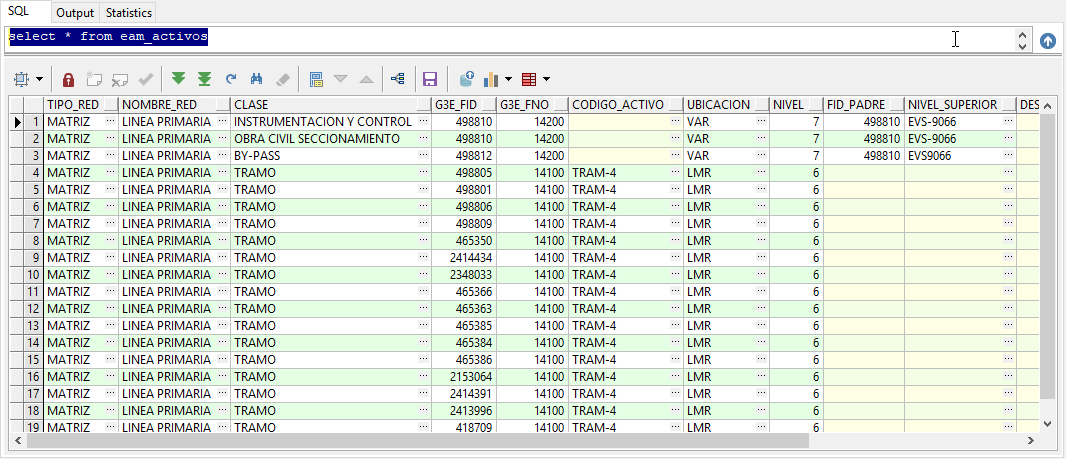 SQL Output Statistics
select * from eam_activos
TIPO_RED NOMBRE_RED CLASE G3E_FID G3E_FNO CODIGO_ACTIVO UBICACION NIVEL FID_PADRE NIVEL_SUPERIOR DES
1 MATRIZ ... LINEA PRIMARIA ... INSTRUMENTACION Y CONTROL ... 498810 14200 ... VAR ... 7 498810 EVS-9066 ...
2 MATRIZ ... LINEA PRIMARIA ... OBRA CIVIL SECCIONAMIENTO ... 498810 14200 ... VAR ... 7 498810 EVS-9066 ...
3 MATRIZ ... LINEA PRIMARIA ... BY-PASS ... 498812 14200 ... VAR ... 7 498810 EVS9066 ...
4 MATRIZ ... LINEA PRIMARIA ... TRAMO ... 498805 14100 TRAM-4 ... LMR ... 6 ...
5 MATRIZ ... LINEA PRIMARIA ... TRAMO ... 498801 14100 TRAM-4 ... LMR ... 6 ...
6 MATRIZ ... LINEA PRIMARIA ... TRAMO ... 498806 14100 TRAM-4 ... LMR ... 6 ...
7 MATRIZ ... LINEA PRIMARIA ... TRAMO ... 498809 14100 TRAM-4 ... LMR ... 6 ...
8 MATRIZ ... LINEA PRIMARIA ... TRAMO ... 465350 14100 TRAM-4 ... LMR ... 6 ...
9 MATRIZ ... LINEA PRIMARIA ... TRAMO ... 2414434 14100 TRAM-4 ... LMR ... 6 ...
10 MATRIZ ... LINEA PRIMARIA ... TRAMO ... 2348033 14100 TRAM-4 ... LMR ... 6 ...
11 MATRIZ ... LINEA PRIMARIA ... TRAMO ... 465366 14100 TRAM-4 ... LMR ... 6 ...
12 MATRIZ ... LINEA PRIMARIA ... TRAMO ... 465363 14100 TRAM-4 ... LMR ... 6 ...
13 MATRIZ ... LINEA PRIMARIA ... TRAMO ... 465385 14100 TRAM-4 ... LMR ... 6 ...
14 MATRIZ ... LINEA PRIMARIA ... TRAMO ... 465384 14100 TRAM-4 ... LMR ... 6 ...
15 MATRIZ ... LINEA PRIMARIA ... TRAMO ... 465386 14100 TRAM-4 ... LMR ... 6 ...
16 MATRIZ ... LINEA PRIMARIA ... TRAMO ... 2153064 14100 TRAM-4 ... LMR ... 6 ...
17 MATRIZ ... LINEA PRIMARIA ... TRAMO ... 2414391 14100 TRAM-4 ... LMR ... 6 ...
18 MATRIZ ... LINEA PRIMARIA ... TRAMO ... 2413996 14100 TRAM-4 ... LMR ... 6 ...
19 MATRIZ ... LINEA PRIMARIA ... TRAMO ... 418709 14100 TRAM-4 ... LMR ... 6 ...